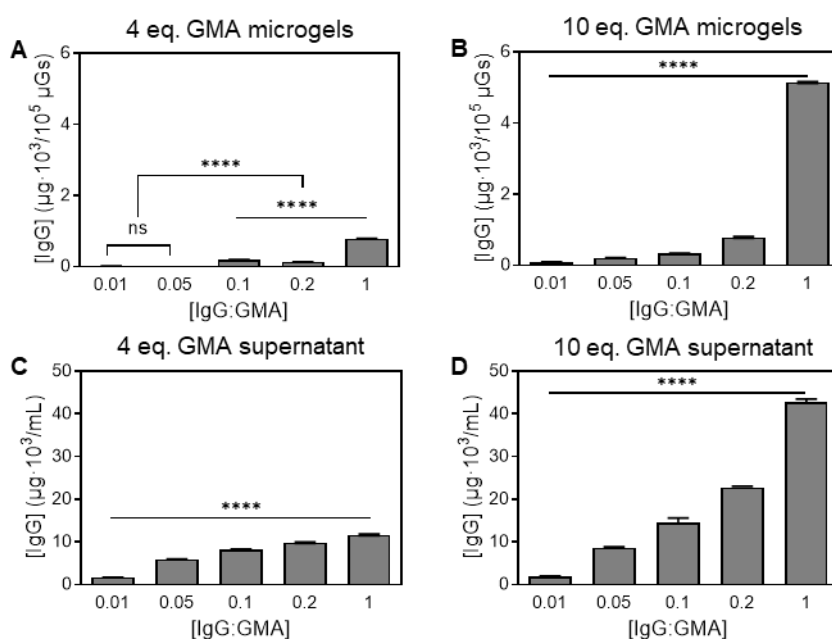 A
4 eq. GMA microgels
[IgG] (µg·10³/10⁵ µGs)
6
4
2
0
ns
****
****
0.01 0.05 0.1 0.2 1
[IgG:GMA]
B
10 eq. GMA microgels
[IgG] (µg·10³/10⁵ µGs)
6
4
2
0
****
0.01 0.05 0.1 0.2 1
[IgG:GMA]
C
4 eq. GMA supernatant
[IgG] (µg·10³/mL)
50
40
30
20
10
0
****
0.01 0.05 0.1 0.2 1
[IgG:GMA]
D
10 eq. GMA supernatant
[IgG] (µg·10³/mL)
50
40
30
20
10
0
****
0.01 0.05 0.1 0.2 1
[IgG:GMA]